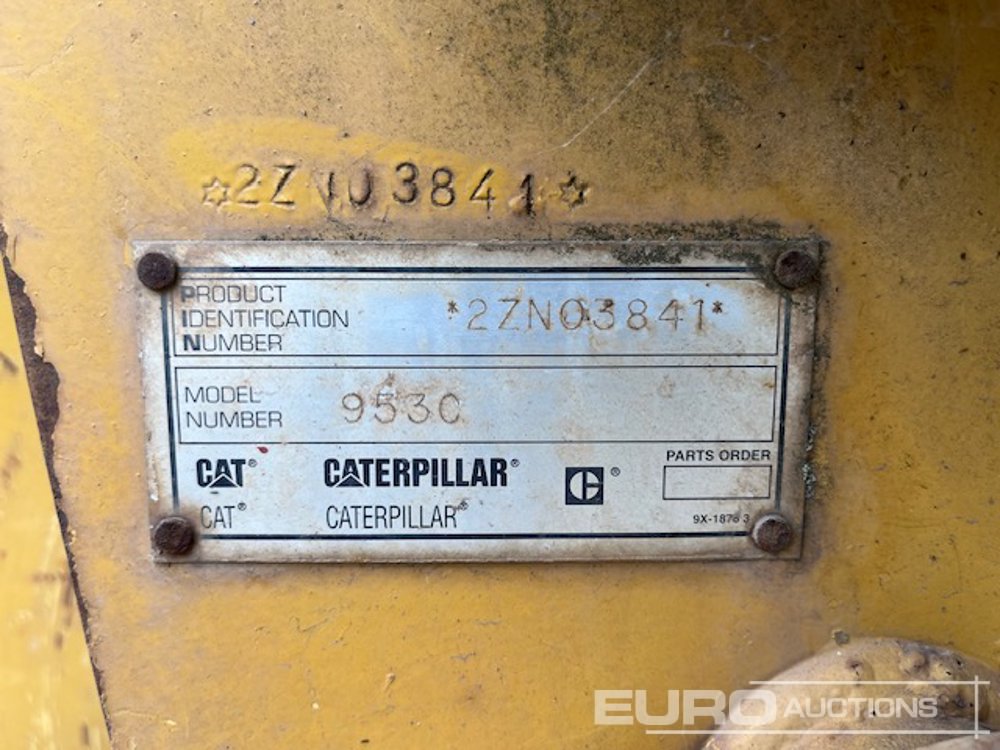 ☆2ZN03841☆
PRODUCT
IDENTIFICATION
NUMBER
*2ZN03841*
MODEL
NUMBER
953C
CAT® CATERPILLAR® C® PARTS ORDER
CAT® CATERPILLAR®
9X-1876 3
EURO AUCTIONS